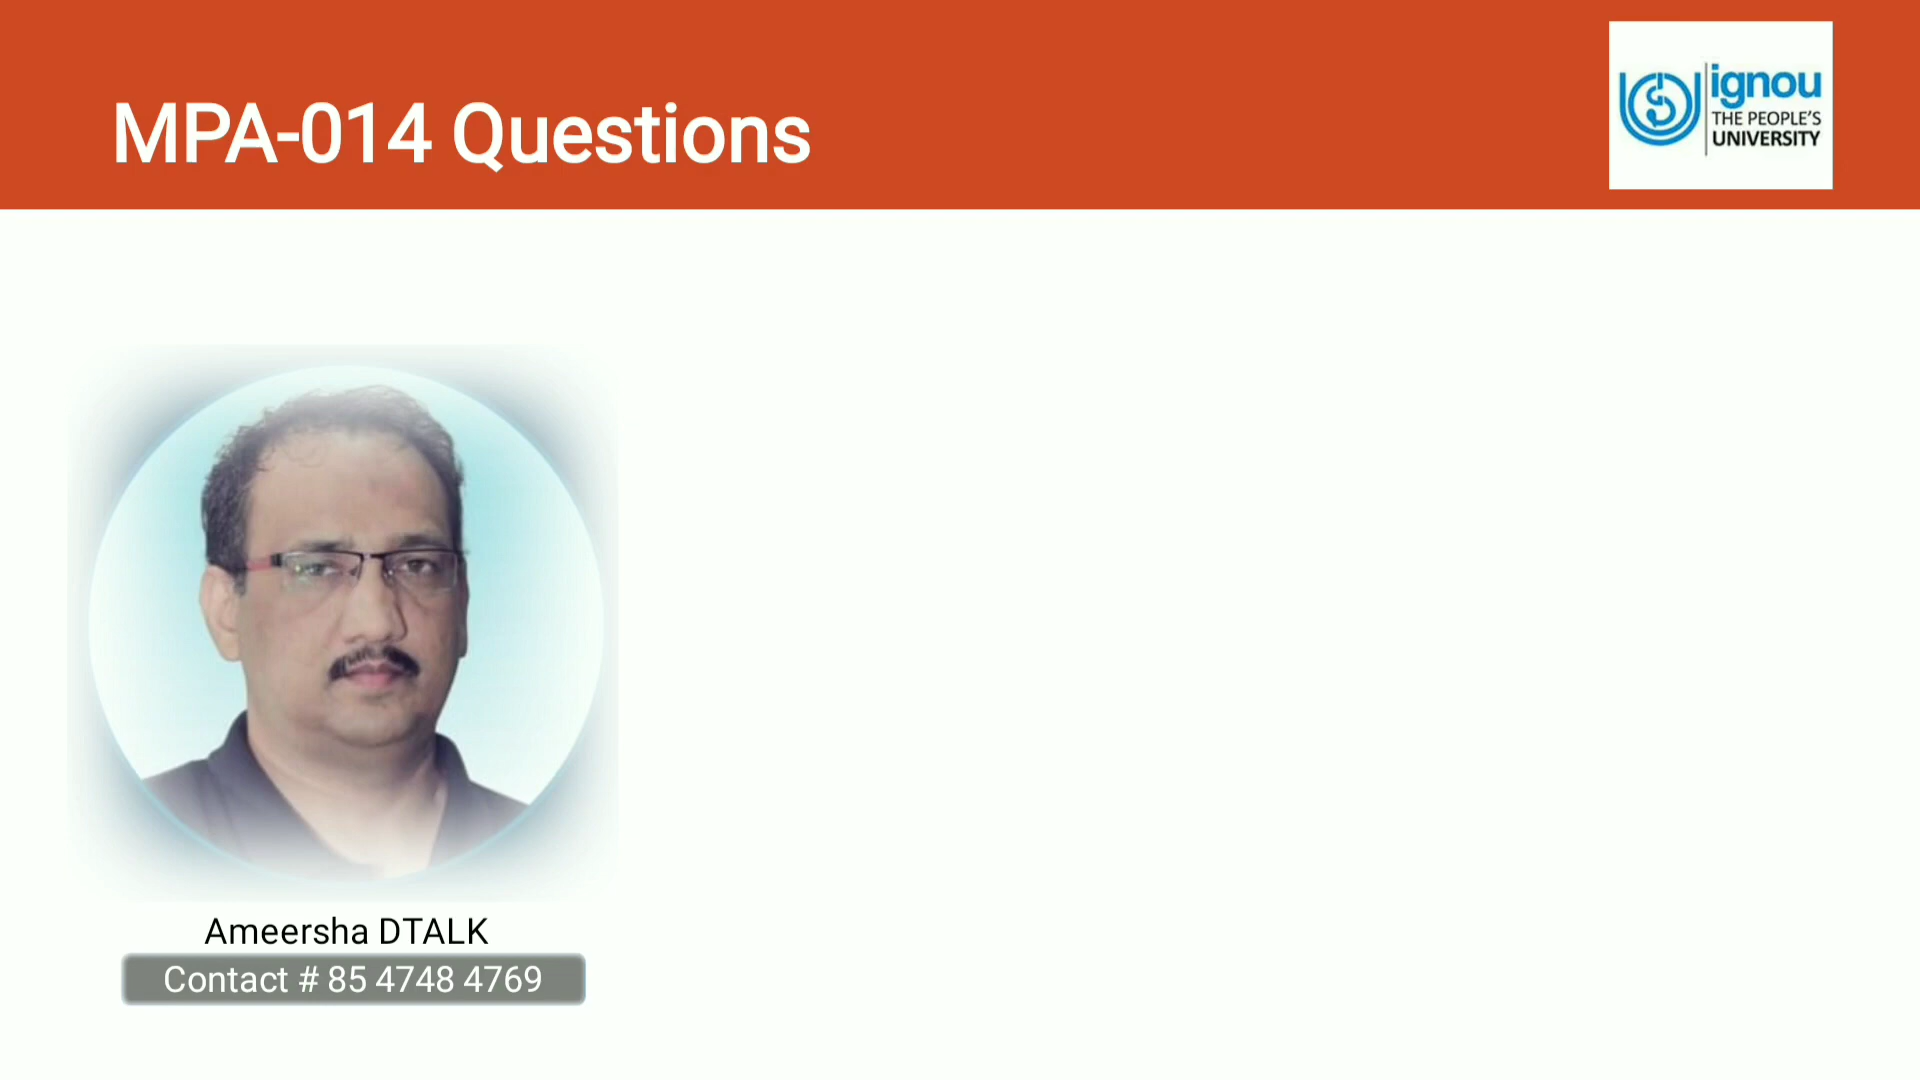 MPA-014 Questions
ignou
THE PEOPLE'S
UNIVERSITY
Ameersha DTALK
Contact # 85 4748 4769